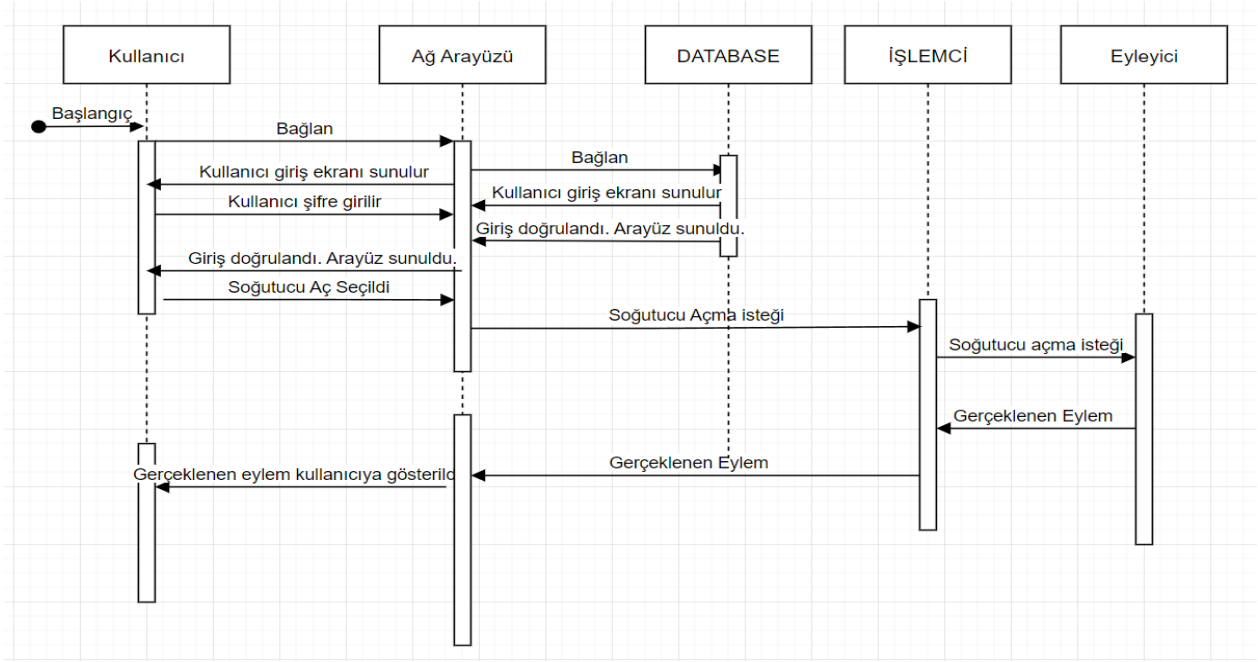 Kullanıcı
Ağ Arayüzü
DATABASE
İŞLEMCİ
Eyleyici
Başlangıç
Bağlan
Bağlan
Kullanıcı giriş ekranı sunulur
Kullanıcı giriş ekranı sunulur
Kullanıcı şifre girilir
Giriş doğrulandı. Arayüz sunuldu.
Giriş doğrulandı. Arayüz sunuldu.
Soğutucu Aç Seçildi
Soğutucu Açma isteği
Soğutucu açma isteği
Gerçeklenen Eylem
Gerçeklenen Eylem
Gerçeklenen eylem kullanıcıya gösterild